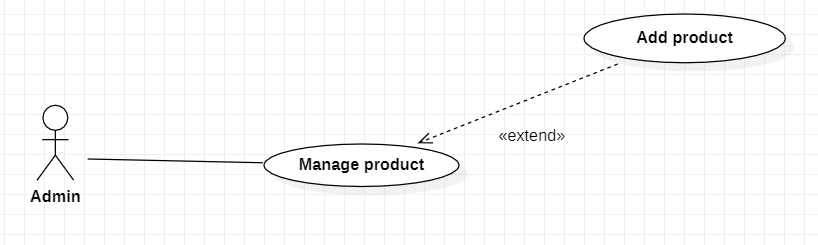 Add product
«extend»
Manage product
Admin